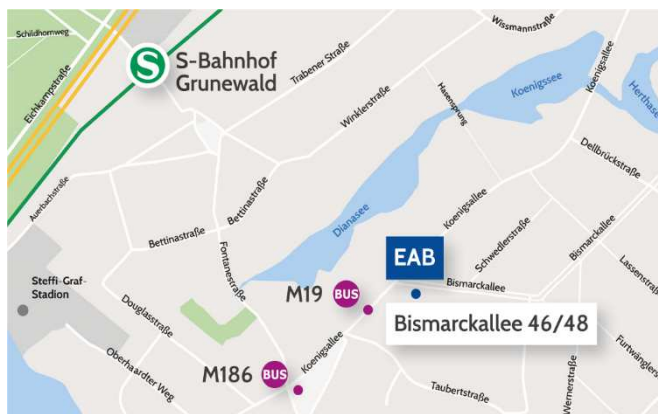 Schildhornweg
Eichkampstraße
S
S-Bahnhof
Grunewald
Trabener Straße
Wissmannstraße
Koenigssee
Koenigsallee
Herthasee
Winklerstraße
Hasensprung
Dellbrückstraße
Auerbachstraße
Bettinastraße
Bettinastraße
Dianasee
Koenigsallee
Schwedlerstraße
Bismarckallee
Lassenstraße
Fontanestraße
EAB
Bismarckallee
Steffi-Graf-
Stadion
M19 BUS
Bismarckallee 46/48
Douglasstraße
Koenigsallee
Furtwängler
Oberhaardter Weg
M186 BUS
Taubertstraße
Wernerstraße